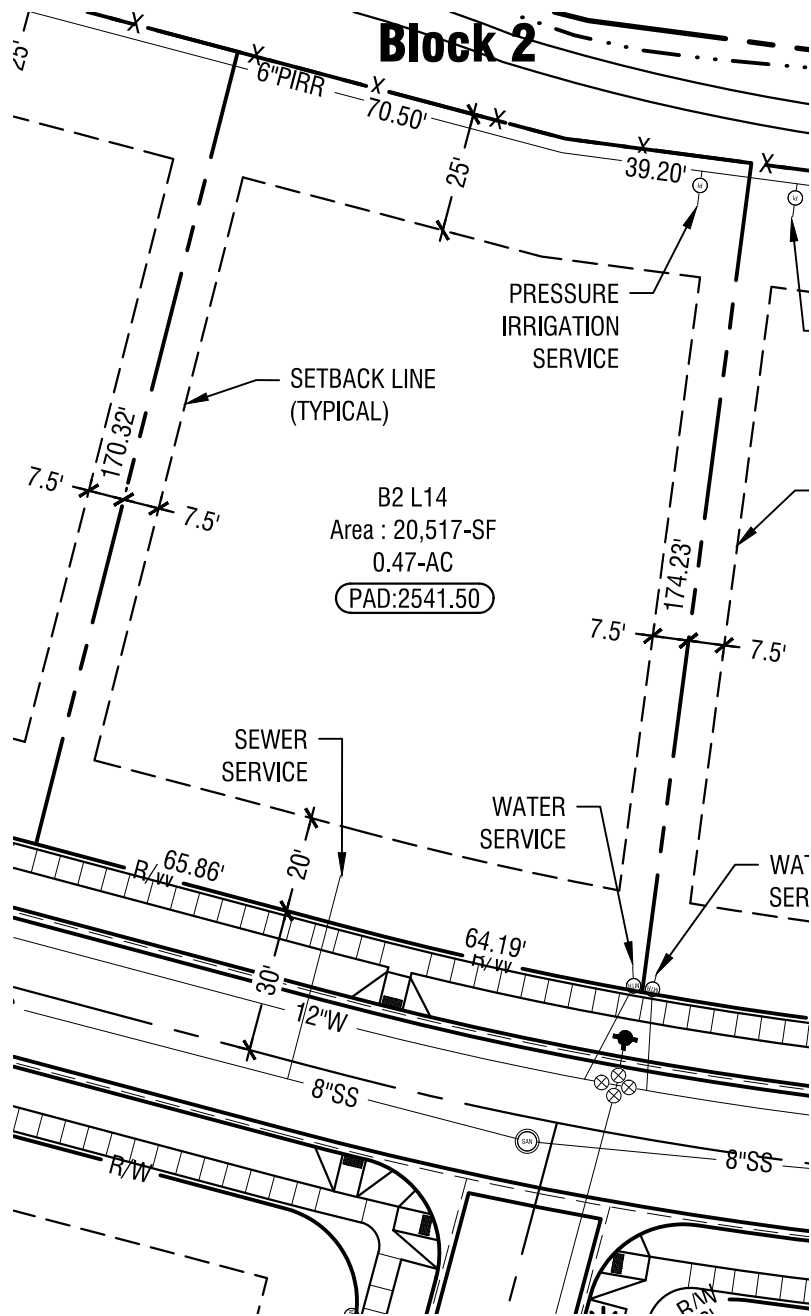 Block 2
25'
6"PIRR
70.50'
39.20'
25'
PRESSURE
IRRIGATION
SERVICE
SETBACK LINE
(TYPICAL)
170.32'
7.5'
7.5'
B2 L14
Area : 20,517-SF
0.47-AC
PAD:2541.50
174.23'
7.5'
7.5'
SEWER
SERVICE
WATER
SERVICE
20'
R/W
65.86'
64.19'
R/W
30'
12"W
8"SS
SAN
8"SS
R/W
R/W